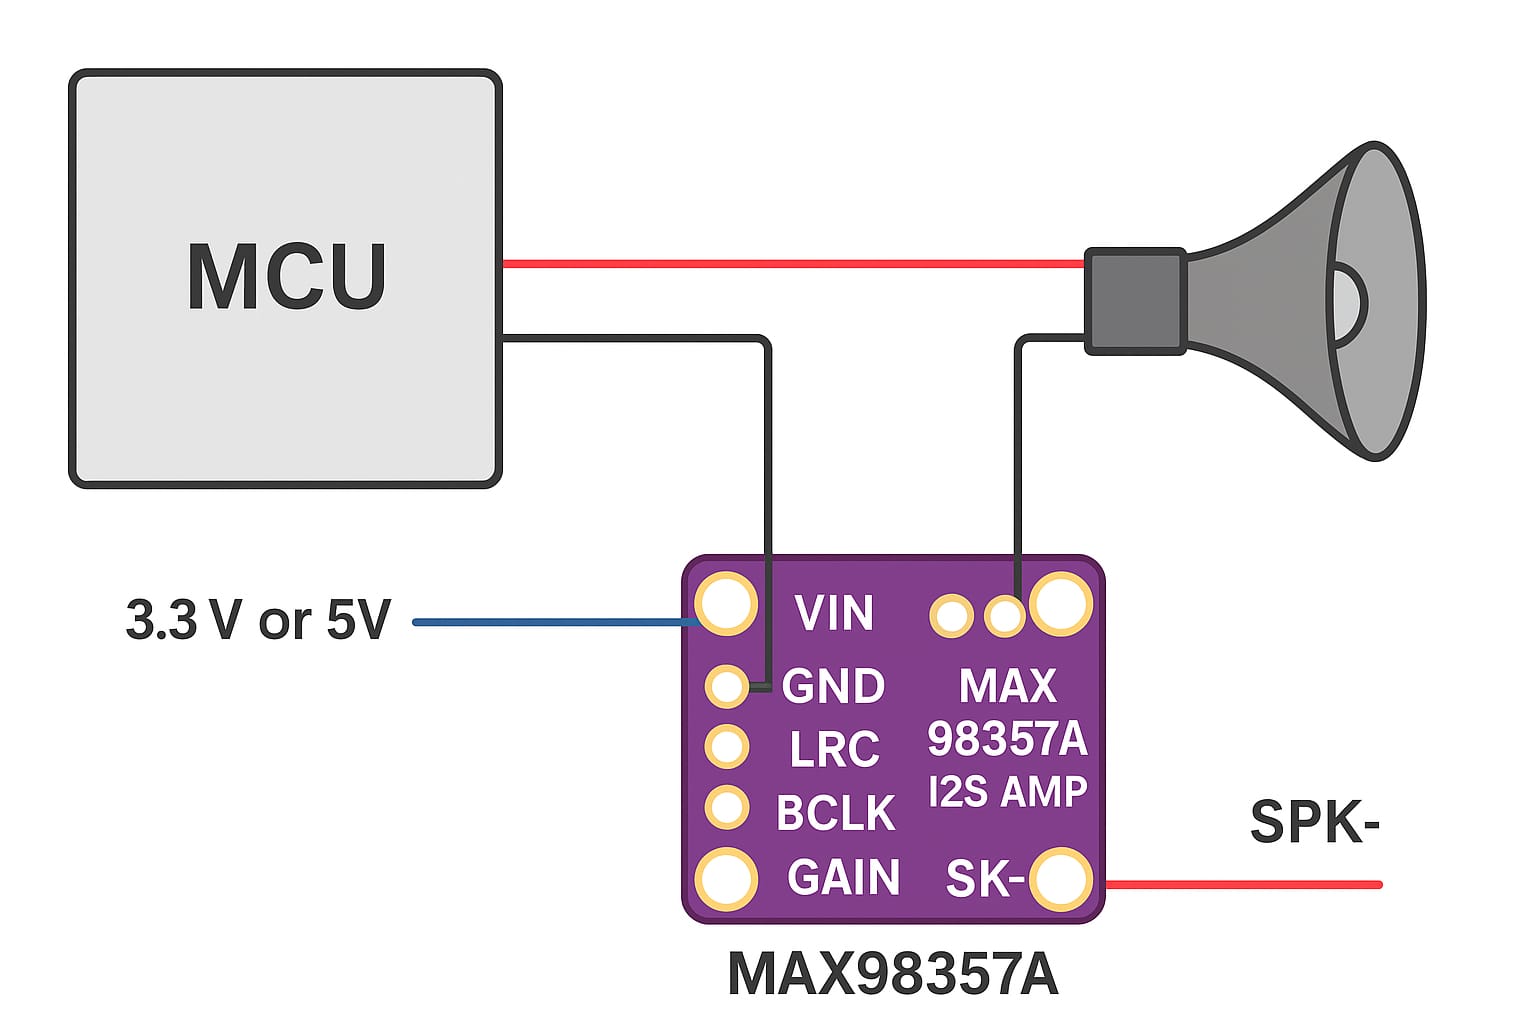 MCU
3.3 V or 5V
VIN
GND
LRC
BCLK
GAIN
MAX
98357A
I2S AMP
SK-
SPK-
MAX98357A